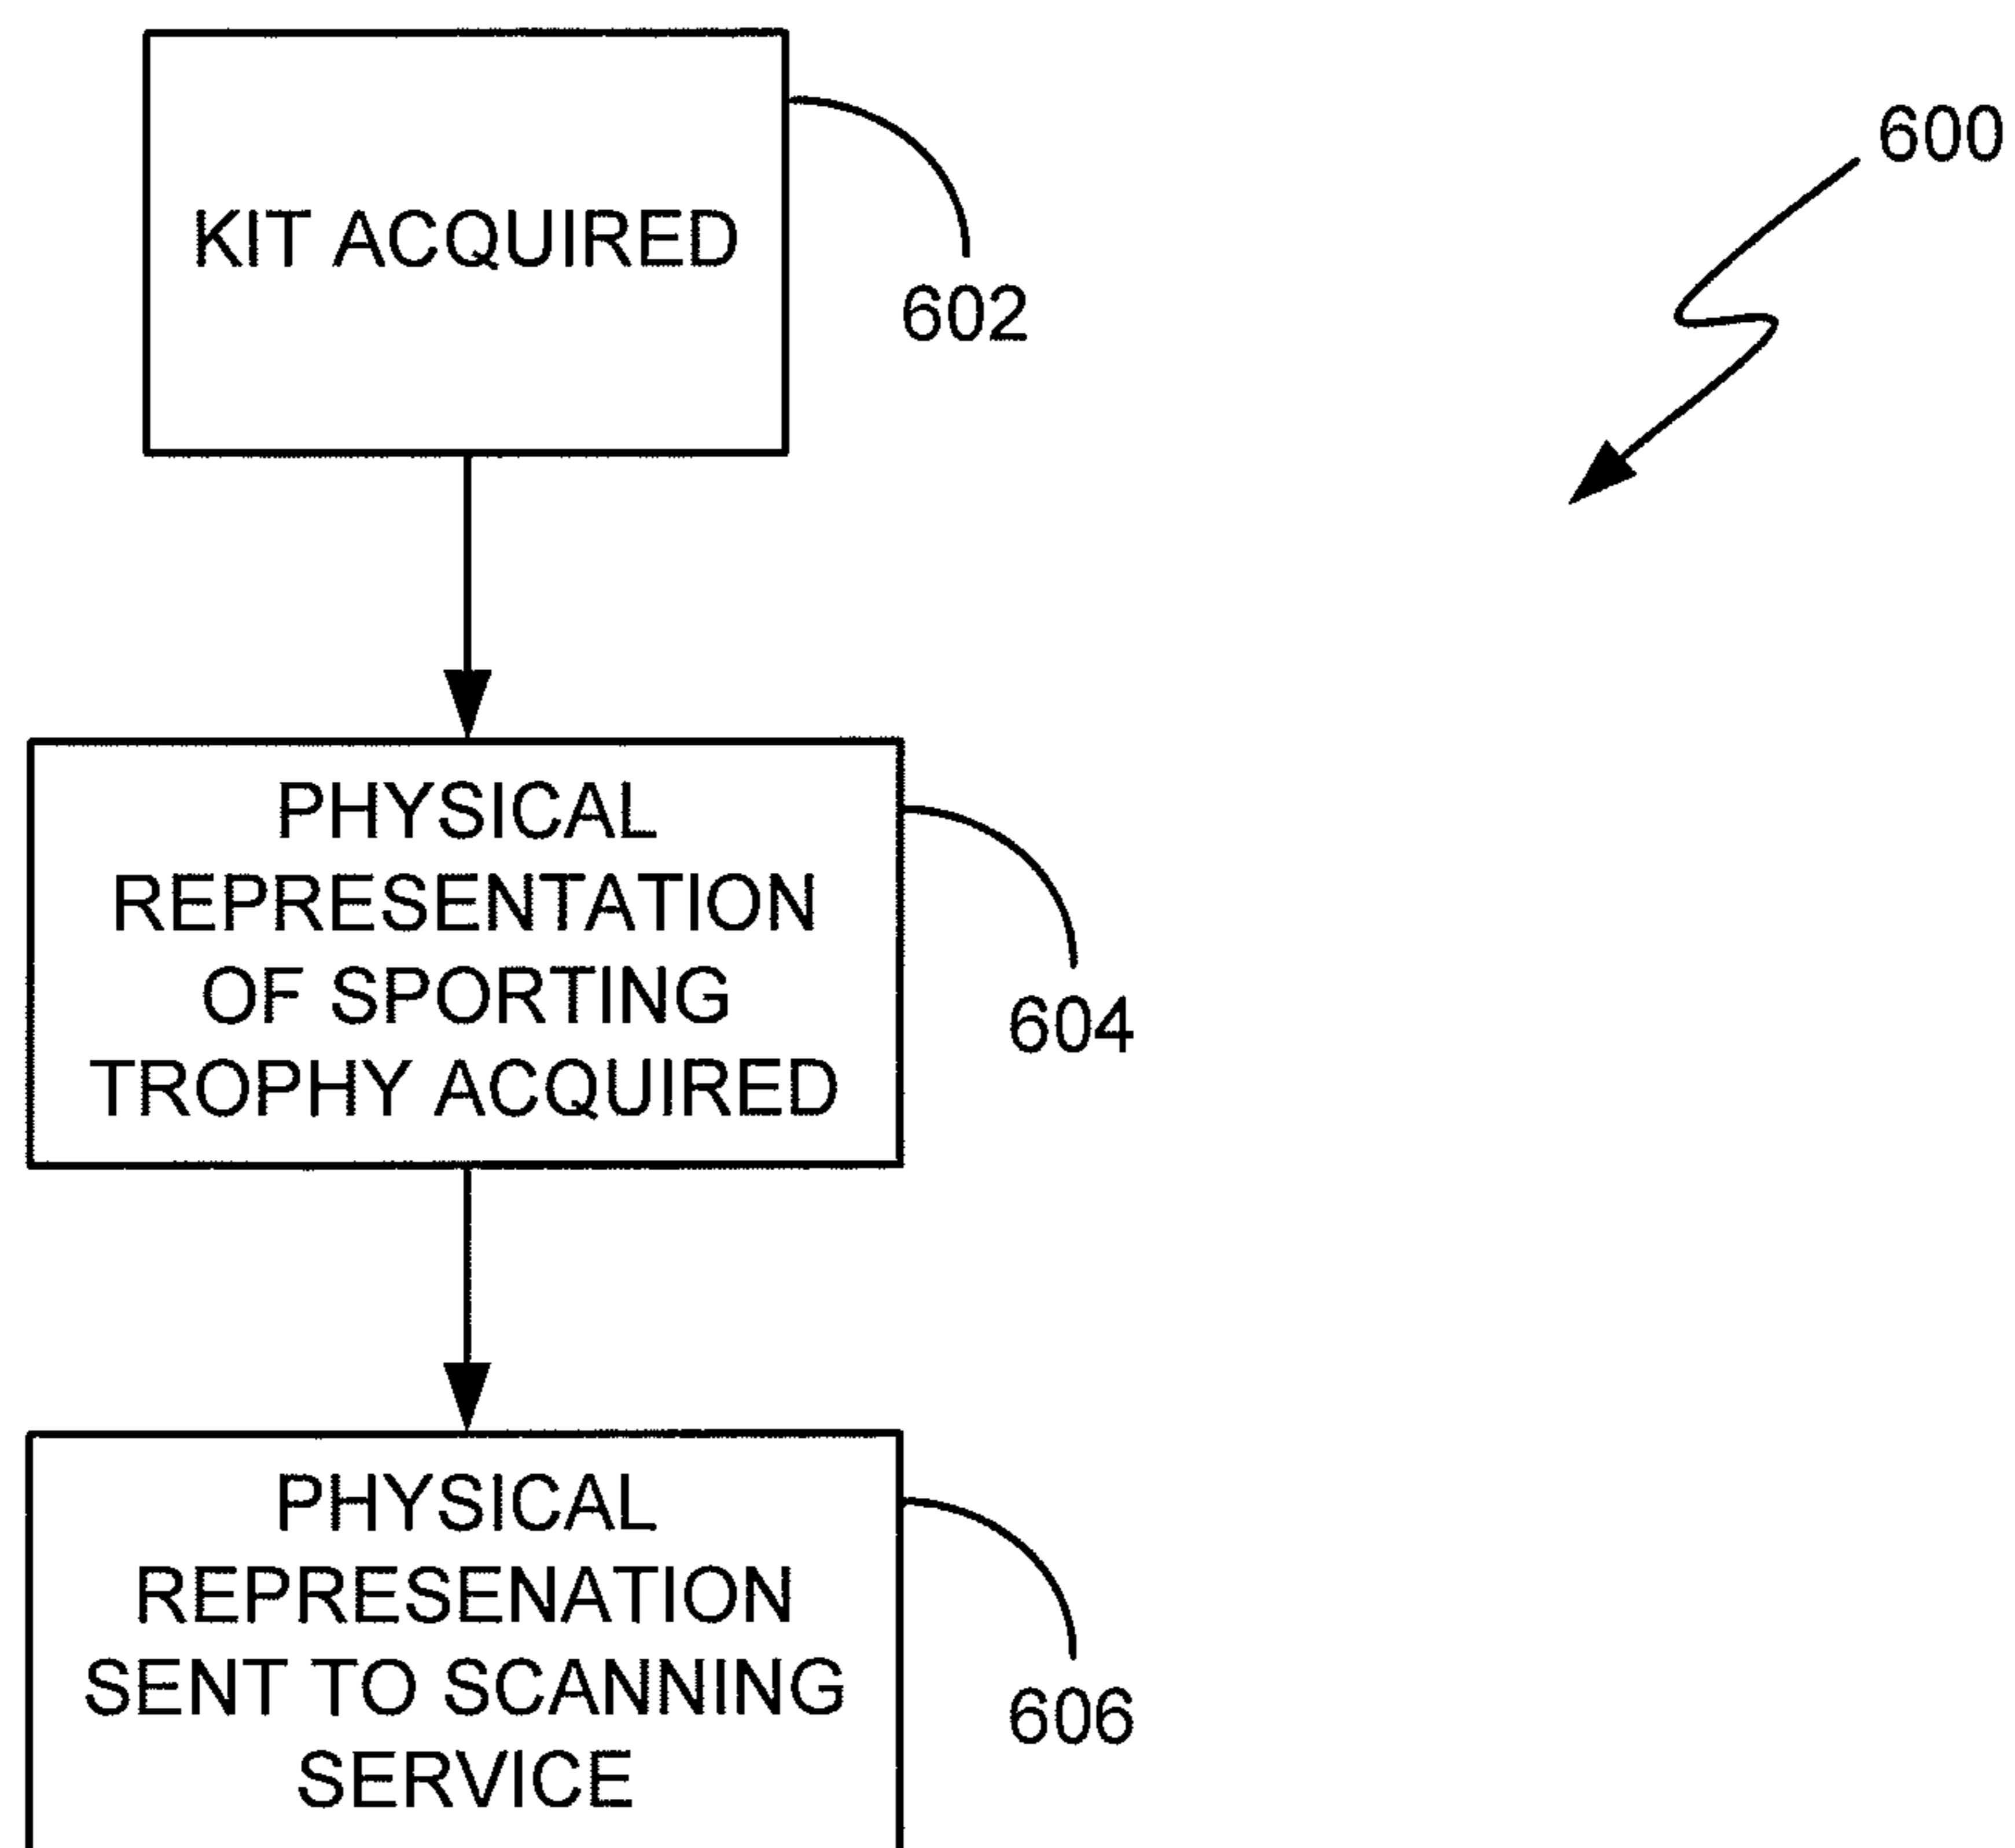 KIT ACQUIRED
602
600
PHYSICAL
REPRESENTATION
OF SPORTING
TROPHY ACQUIRED
604
PHYSICAL
REPRESENATION
SENT TO SCANNING
SERVICE
606